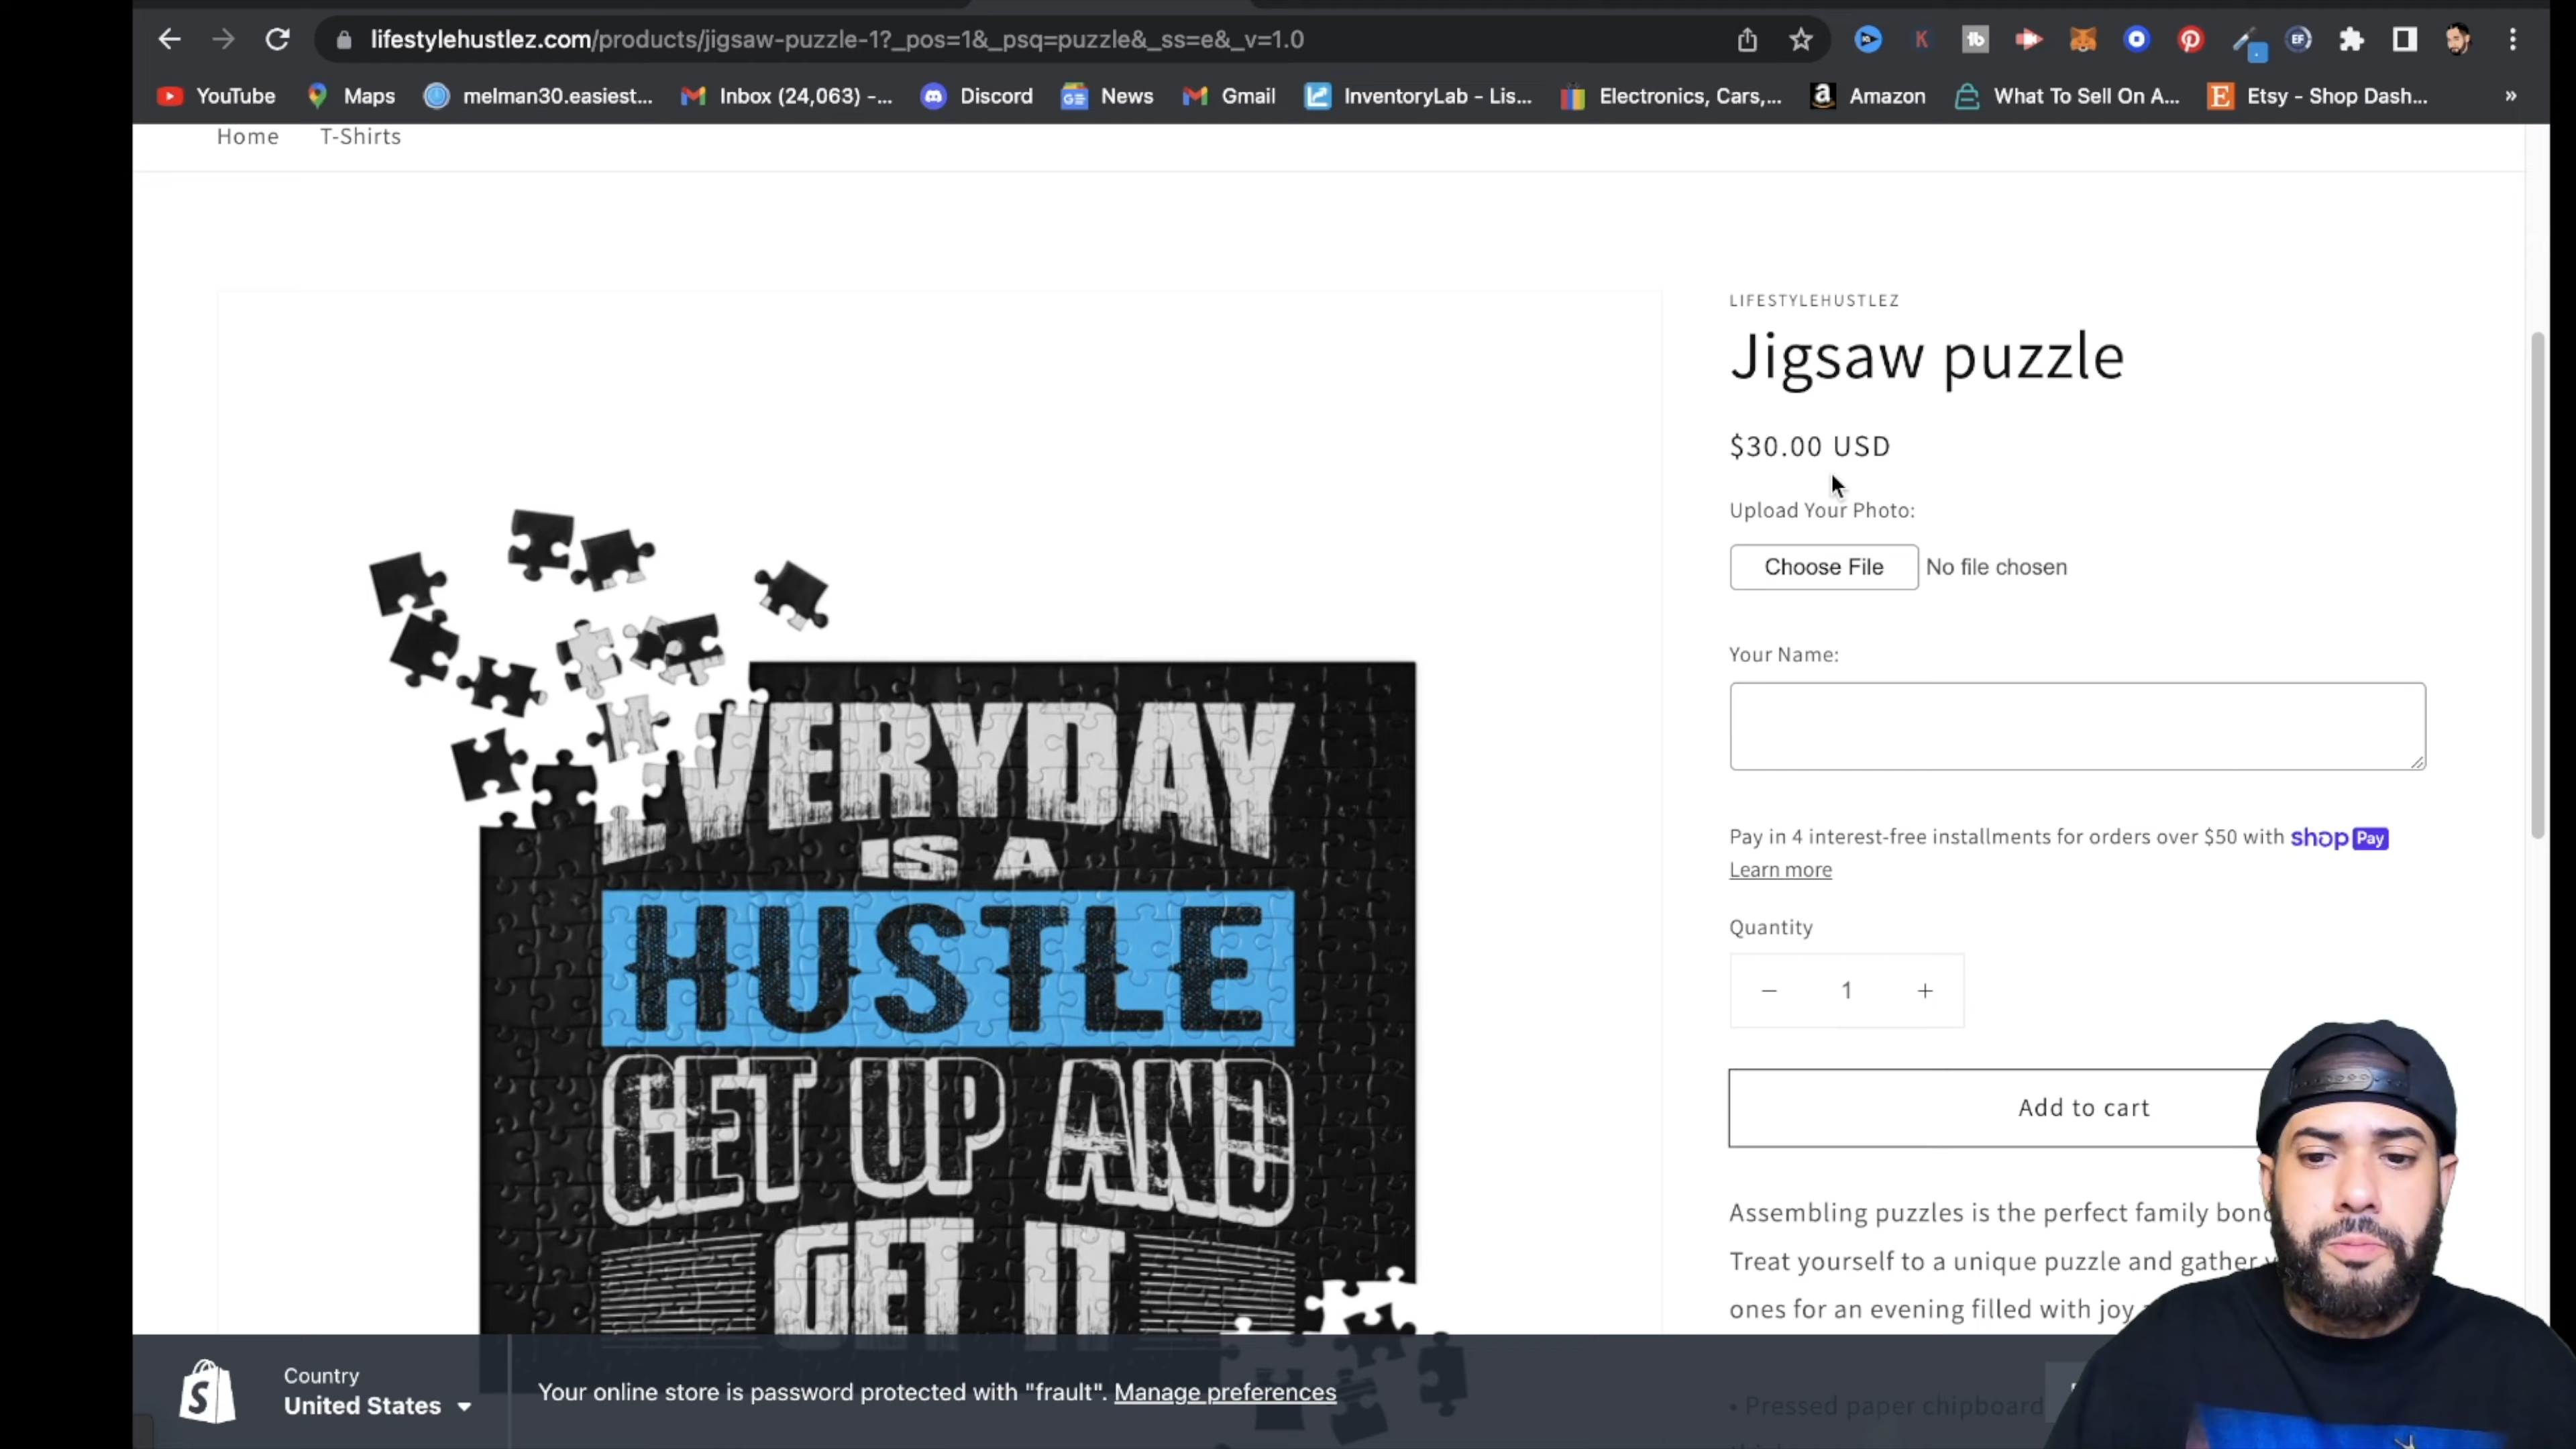 lifestylehustlez.com/products/jigsaw-puzzle-1?_pos=1&_psq=puzzle&_ss=e&_v=1.0
YouTube Maps melman30.easiest... Inbox (24,063) -... Discord News Gmail InventoryLab - Lis... Electronics, Cars,... Amazon What To Sell On A... Etsy - Shop Dash... »
Home T-Shirts
LIFESTYLEHUSTLEZ
Jigsaw puzzle
$30.00 USD
Upload Your Photo:
Choose File No file chosen
Your Name:
Pay in 4 interest-free installments for orders over $50 with shop Pay
Learn more
Quantity
− 1 +
Add to cart
Assembling puzzles is the perfect family bond
Treat yourself to a unique puzzle and gather
ones for an evening filled with joy
• Pressed paper chipboard
EVERYDAY
IS A
HUSTLE
GET UP AND
GET IT
Country
United States
Your online store is password protected with "frault". Manage preferences